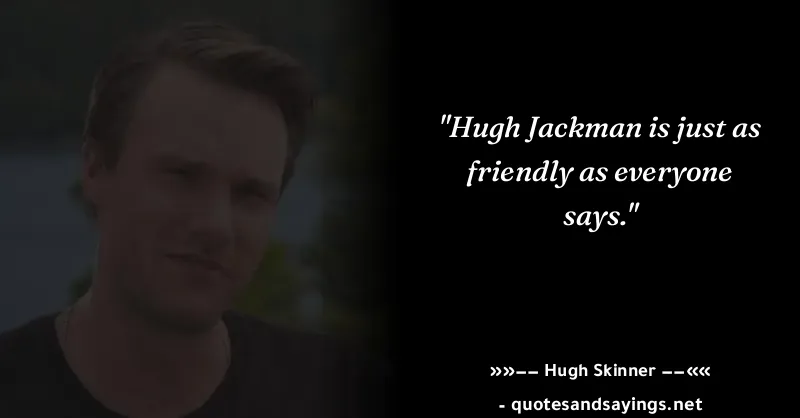 "Hugh Jackman is just as
friendly as everyone
says."
»»−− Hugh Skinner −−««
- quotesandsayings.net